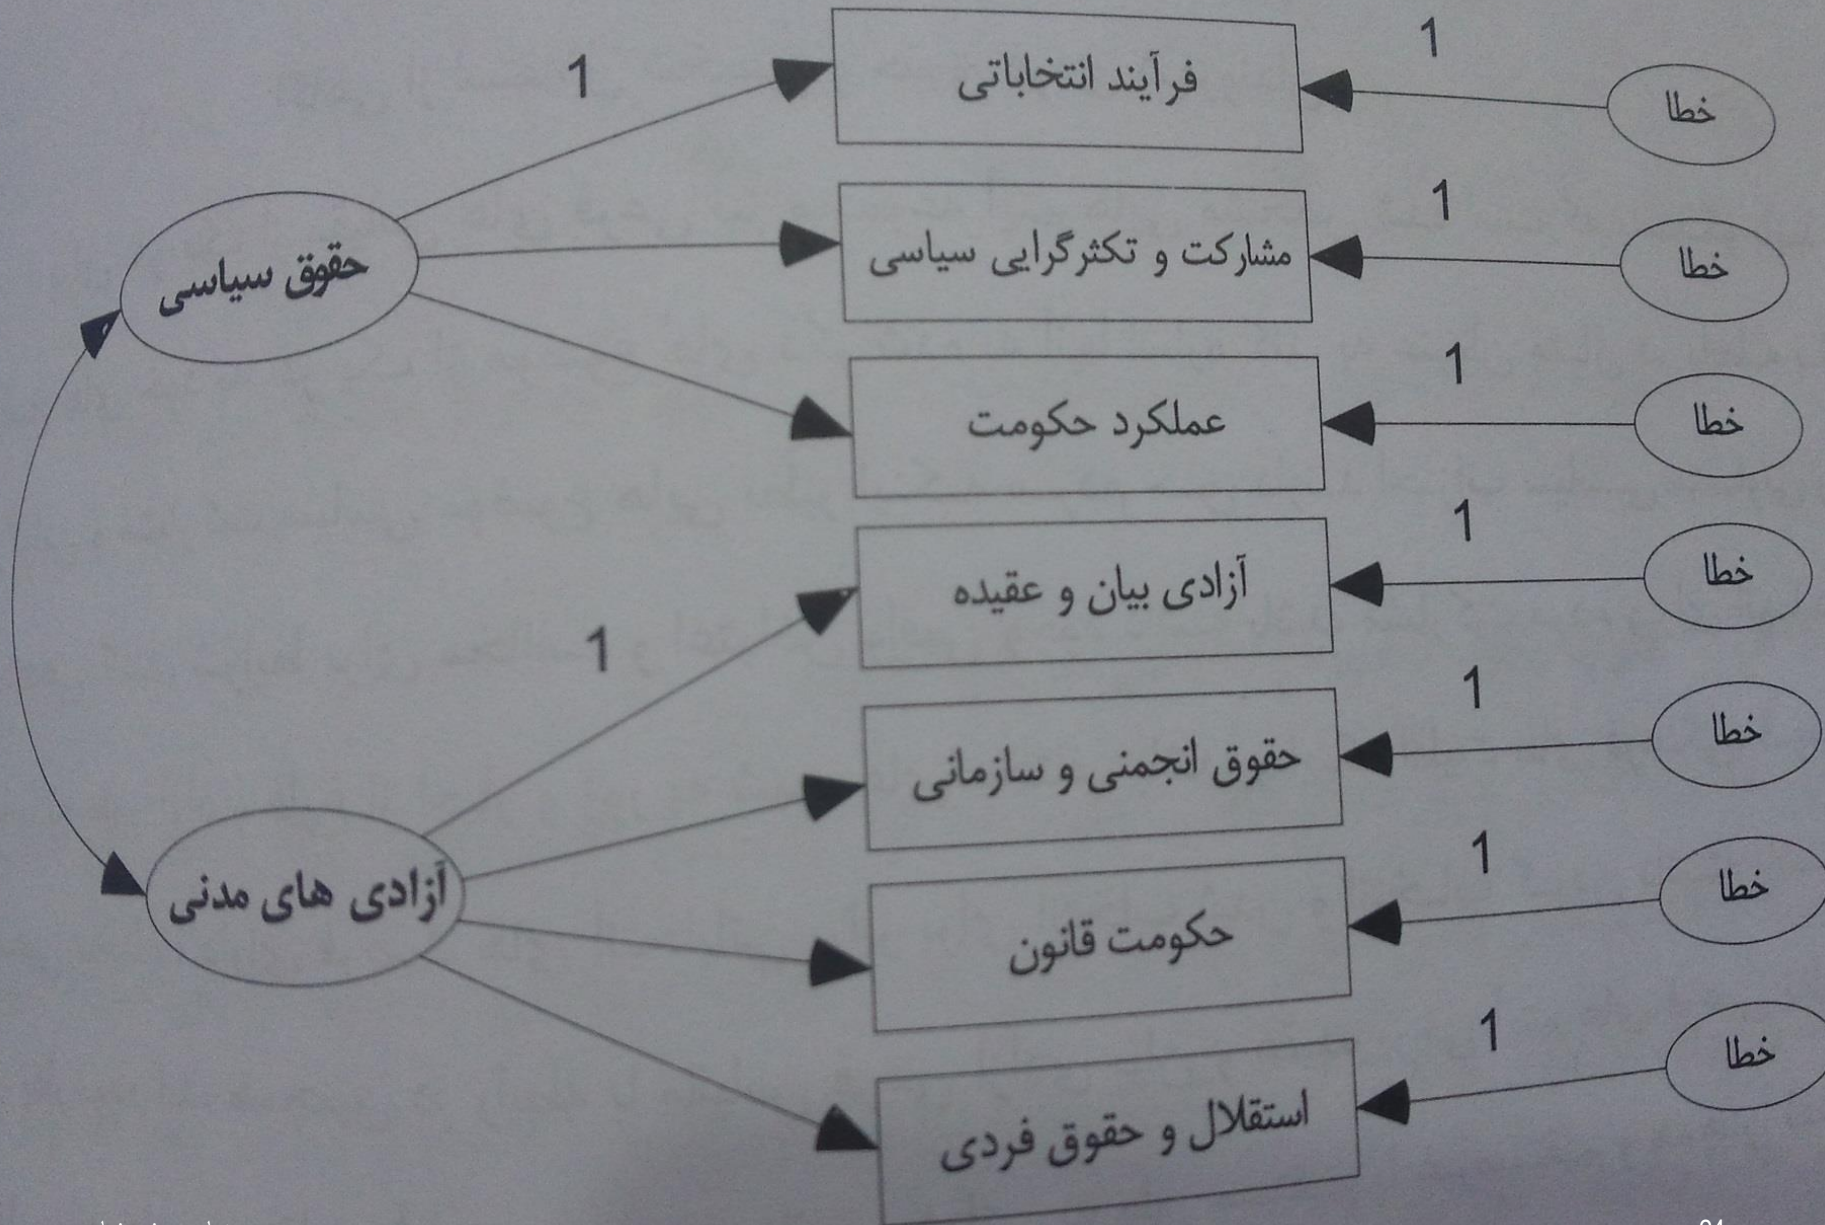 1
فرآیند انتخاباتی
1
خطا
حقوق سیاسی
مشارکت و تکثرگرایی سیاسی
1
خطا
عملکرد حکومت
1
خطا
1
آزادی بیان و عقیده
1
خطا
آزادی های مدنی
حقوق انجمنی و سازمانی
1
خطا
حکومت قانون
1
خطا
استقلال و حقوق فردی
1
خطا